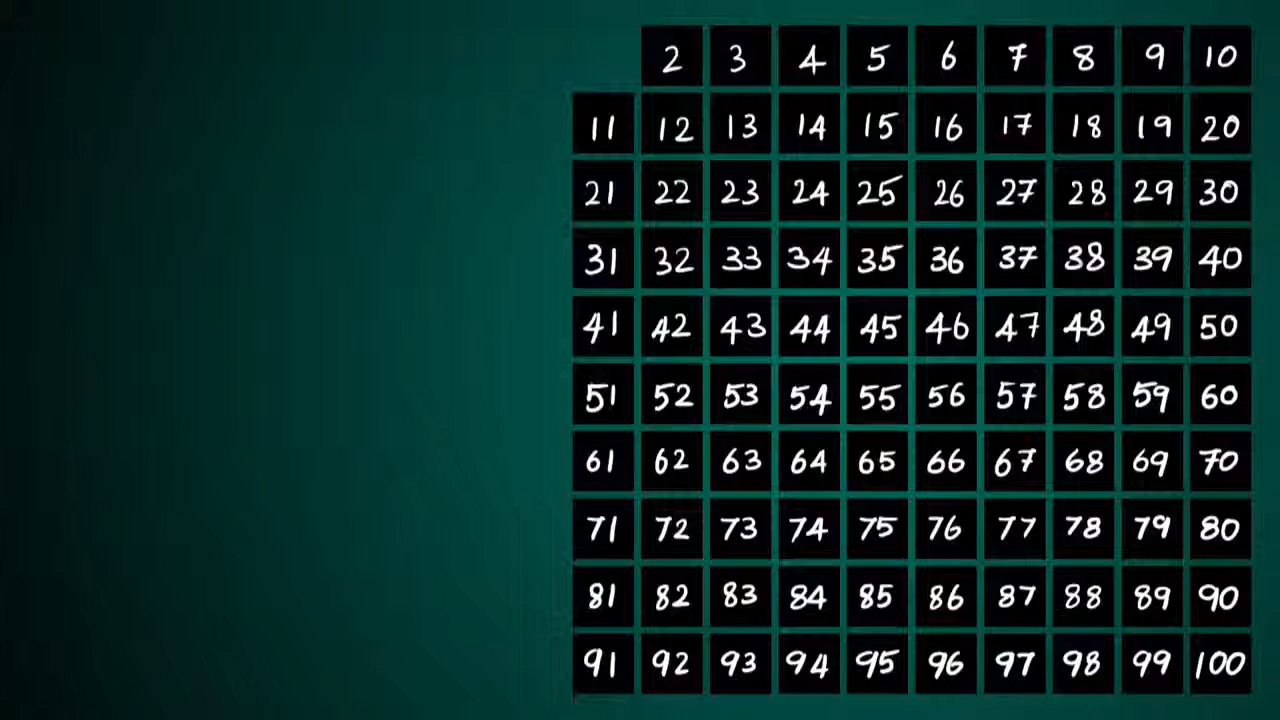 2 3 4 5 6 7 8 9 10
11 12 13 14 15 16 17 18 19 20
21 22 23 24 25 26 27 28 29 30
31 32 33 34 35 36 37 38 39 40
41 42 43 44 45 46 47 48 49 50
51 52 53 54 55 56 57 58 59 60
61 62 63 64 65 66 67 68 69 70
71 72 73 74 75 76 77 78 79 80
81 82 83 84 85 86 87 88 89 90
91 92 93 94 95 96 97 98 99 100